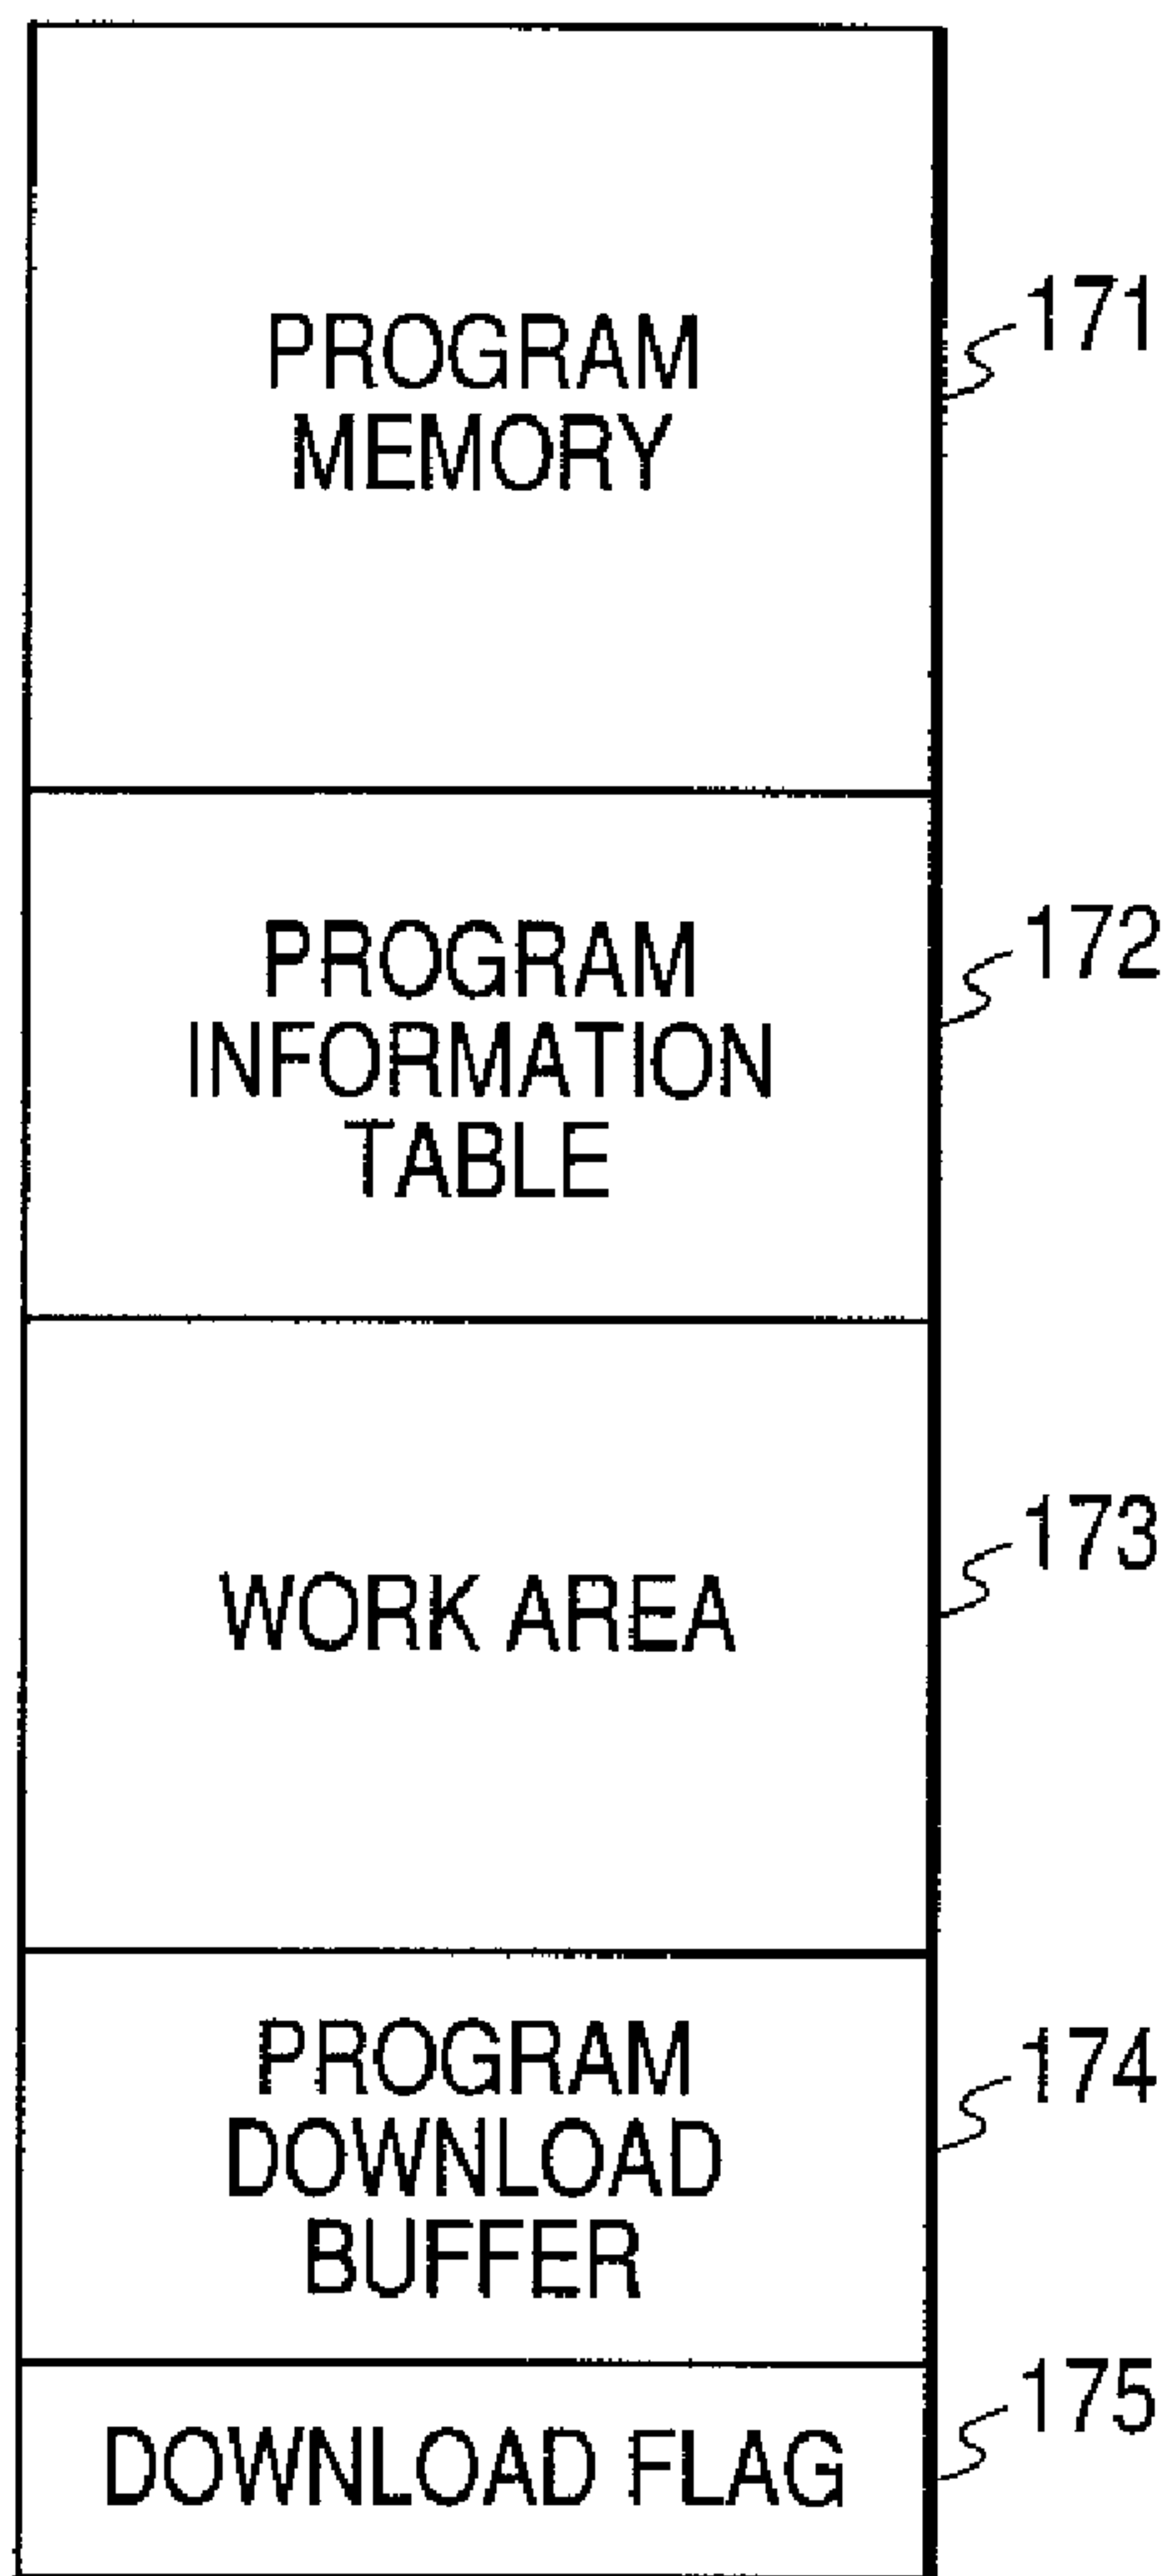 PROGRAM
MEMORY
171
PROGRAM
INFORMATION
TABLE
172
WORK AREA
173
PROGRAM
DOWNLOAD
BUFFER
174
DOWNLOAD FLAG
175